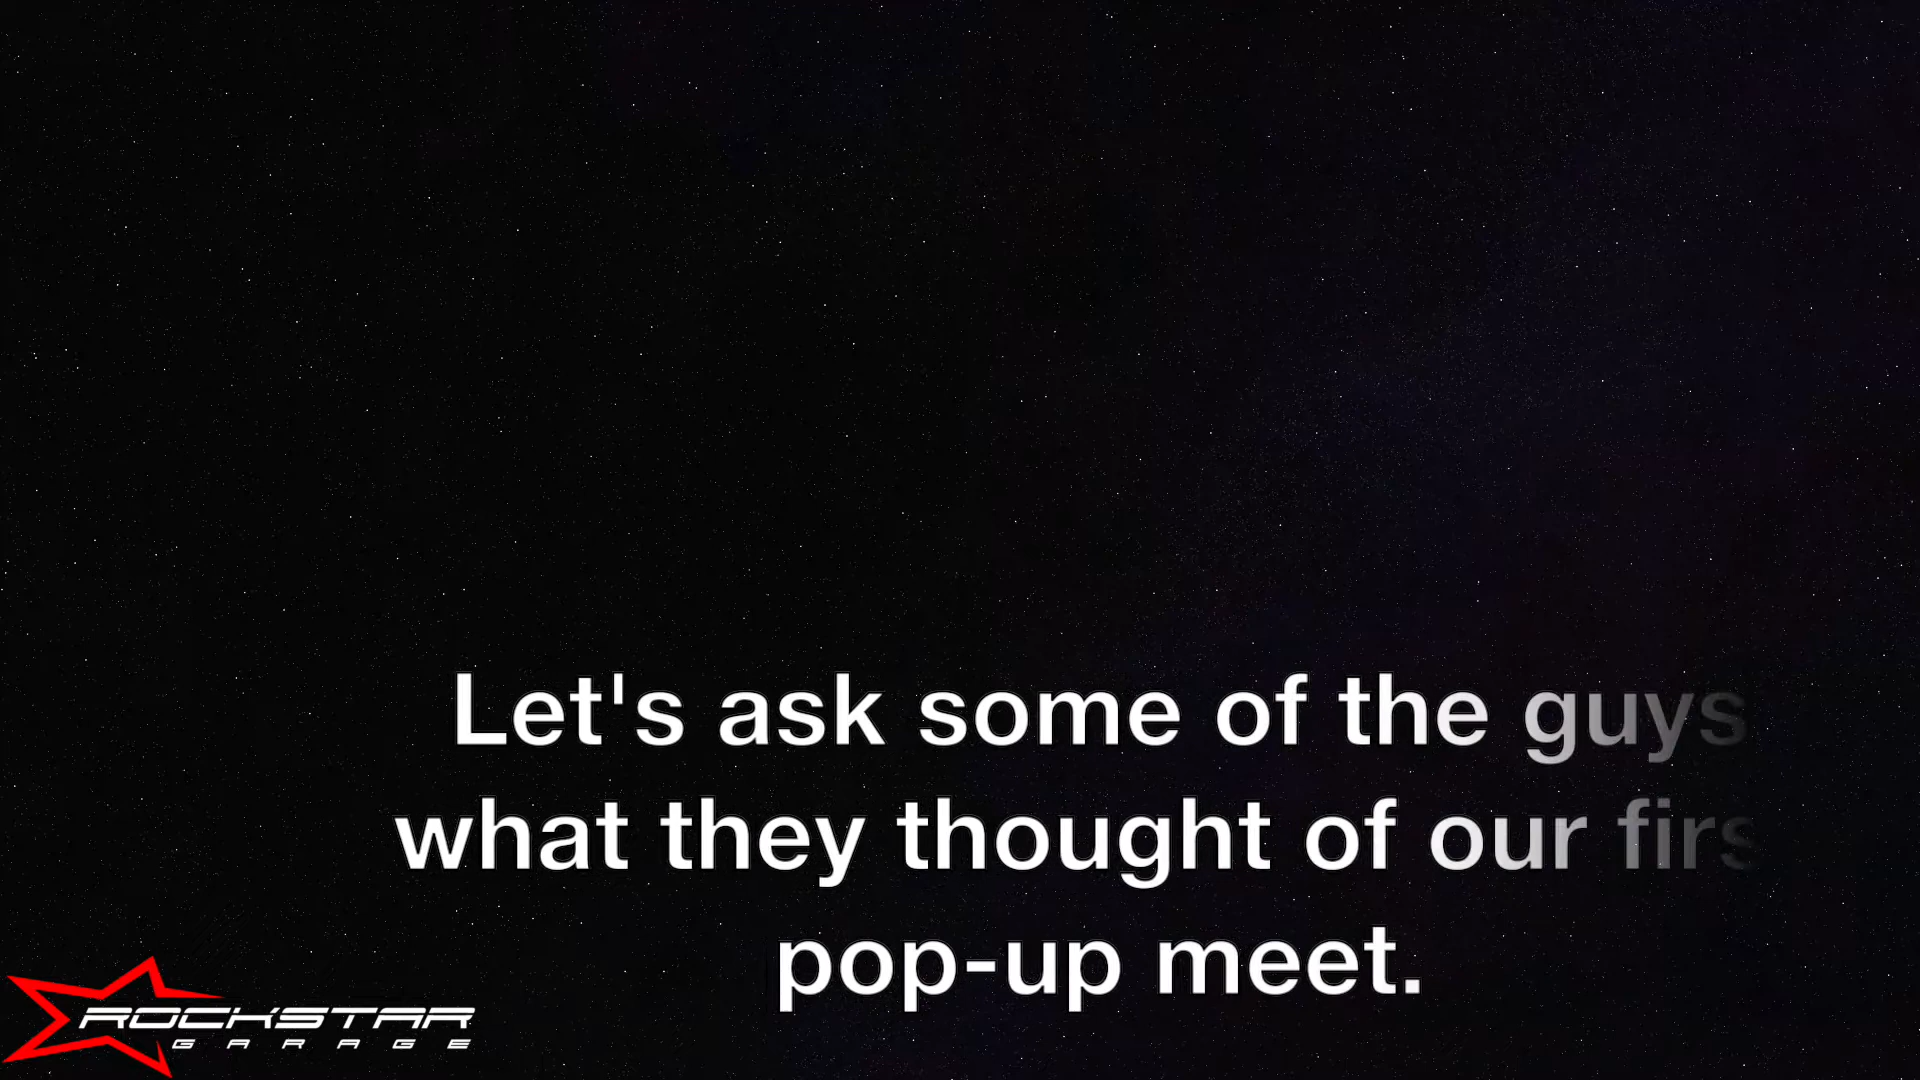 Let's ask some of the guys
what they thought of our firs
pop-up meet.
ROCKSTAR
GARAGE